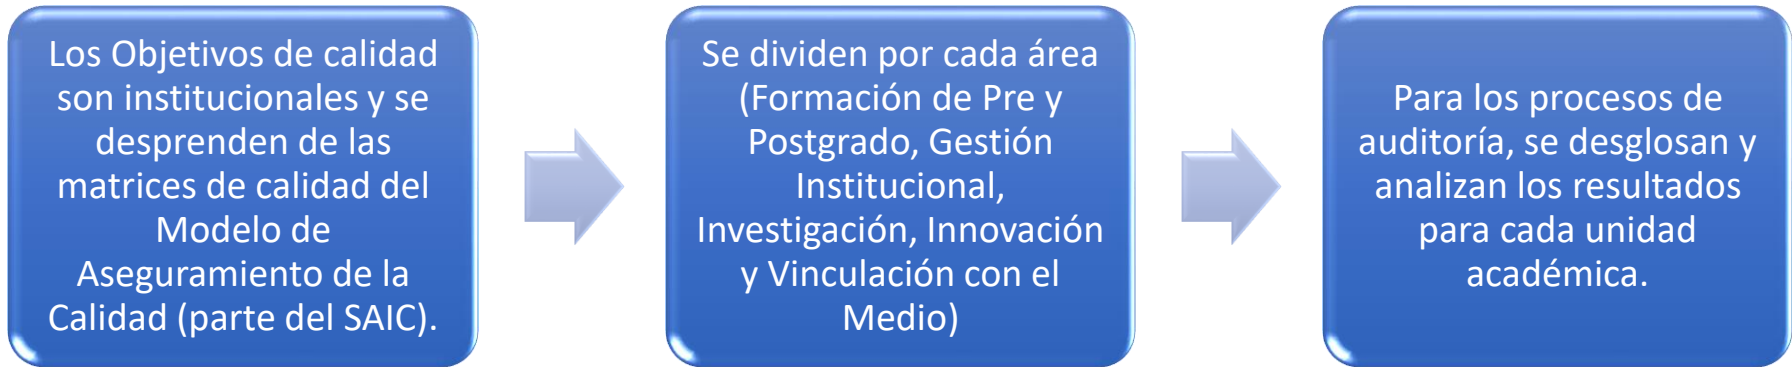 Los Objetivos de calidad
son institucionales y se
desprenden de las
matrices de calidad del
Modelo de
Aseguramiento de la
Calidad (parte del SAIC).
Se dividen por cada área
(Formación de Pre y
Postgrado, Gestión
Institucional,
Investigación, Innovación
y Vinculación con el
Medio)
Para los procesos de
auditoría, se desglosan y
analizan los resultados
para cada unidad
académica.